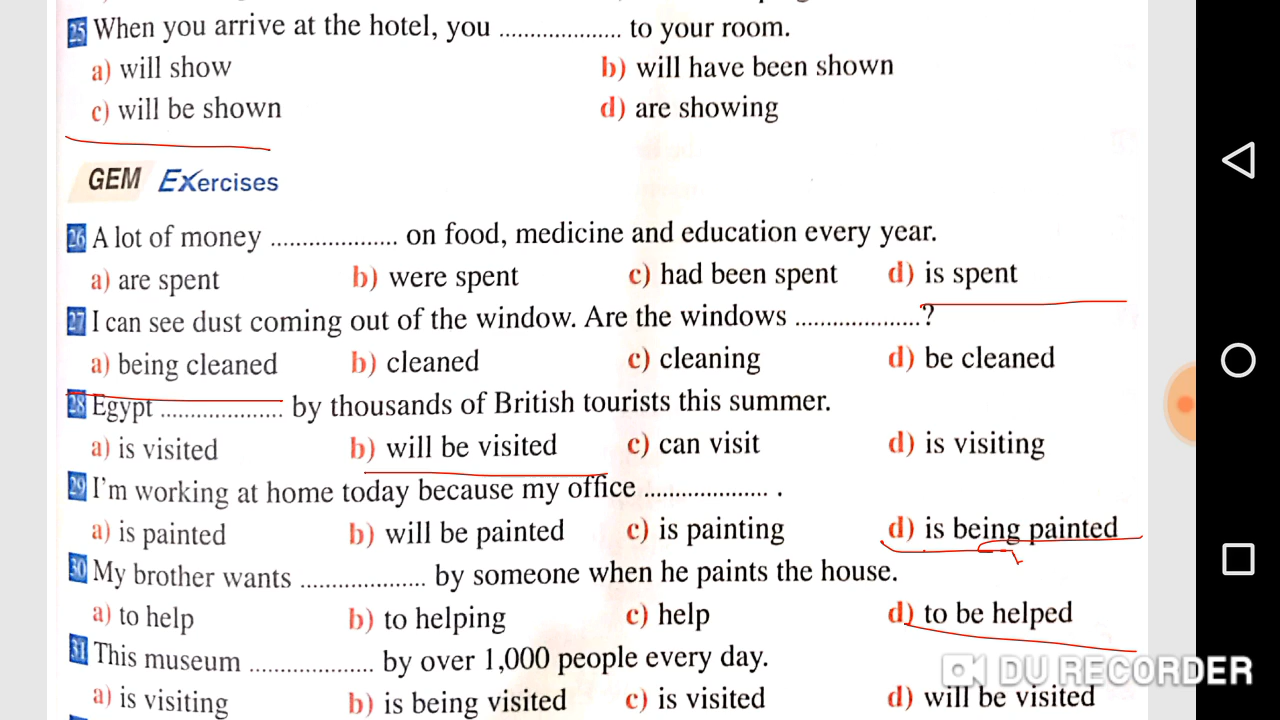 25 When you arrive at the hotel, you .................... to your room.
a) will show b) will have been shown
c) will be shown d) are showing
GEM Exercises
26 A lot of money .................... on food, medicine and education every year.
a) are spent b) were spent c) had been spent d) is spent
27 I can see dust coming out of the window. Are the windows ....................?
a) being cleaned b) cleaned c) cleaning d) be cleaned
28 Egypt .................... by thousands of British tourists this summer.
a) is visited b) will be visited c) can visit d) is visiting
29 I'm working at home today because my office .................... .
a) is painted b) will be painted c) is painting d) is being painted
30 My brother wants .................... by someone when he paints the house.
a) to help b) to helping c) help d) to be helped
31 This museum .................... by over 1,000 people every day.
a) is visiting b) is being visited c) is visited d) will be visited
DU RECORDER